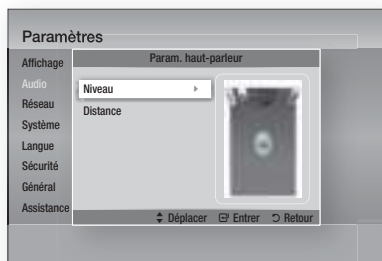 Paramètres
Param. haut-parleur
Affichage
Audio
Réseau
Système
Langue
Sécurité
Général
Assistance
Niveau
Distance
Déplacer Entrer Retour